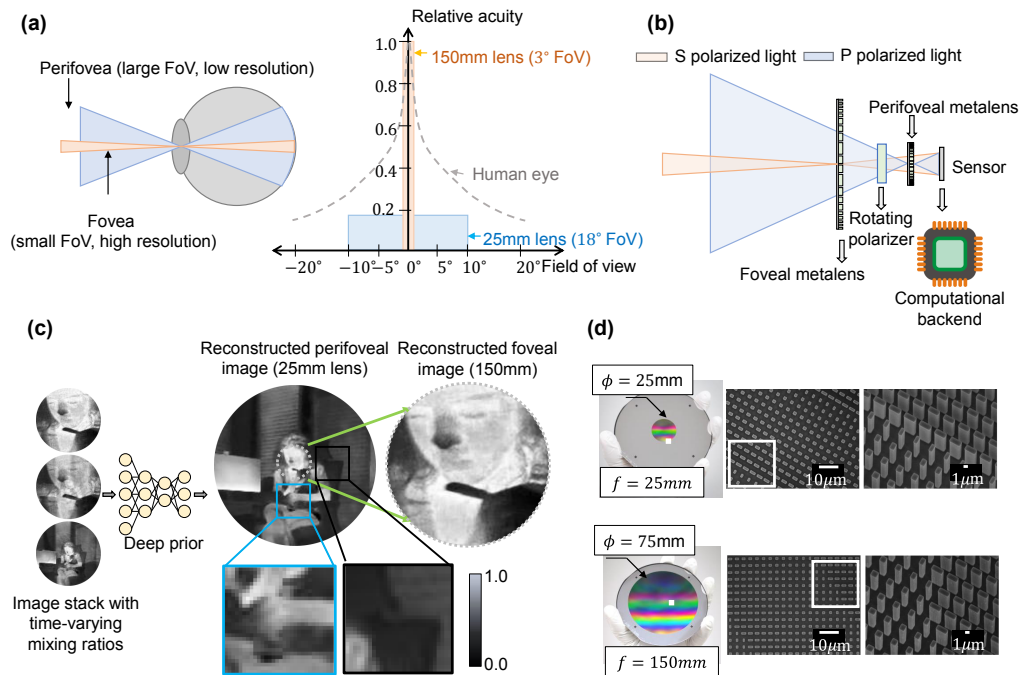 (a)
Perifovea (large FoV, low resolution)
Fovea
(small FoV, high resolution)
Relative acuity
1.0
0.8
0.6
0.4
0.2
150mm lens (3° FoV)
Human eye
25mm lens (18° FoV)
−20°
−10°
−5°
0°
5°
10°
20°
Field of view
(b)
S polarized light
P polarized light
Perifoveal metalens
Sensor
Rotating
polarizer
Foveal metalens
Computational
backend
(c)
Reconstructed perifoveal
image (25mm lens)
Reconstructed foveal
image (150mm)
Deep prior
Image stack with
time-varying
mixing ratios
1.0
0.0
(d)
ϕ = 25mm
f = 25mm
10μm
1μm
ϕ = 75mm
f = 150mm
10μm
1μm